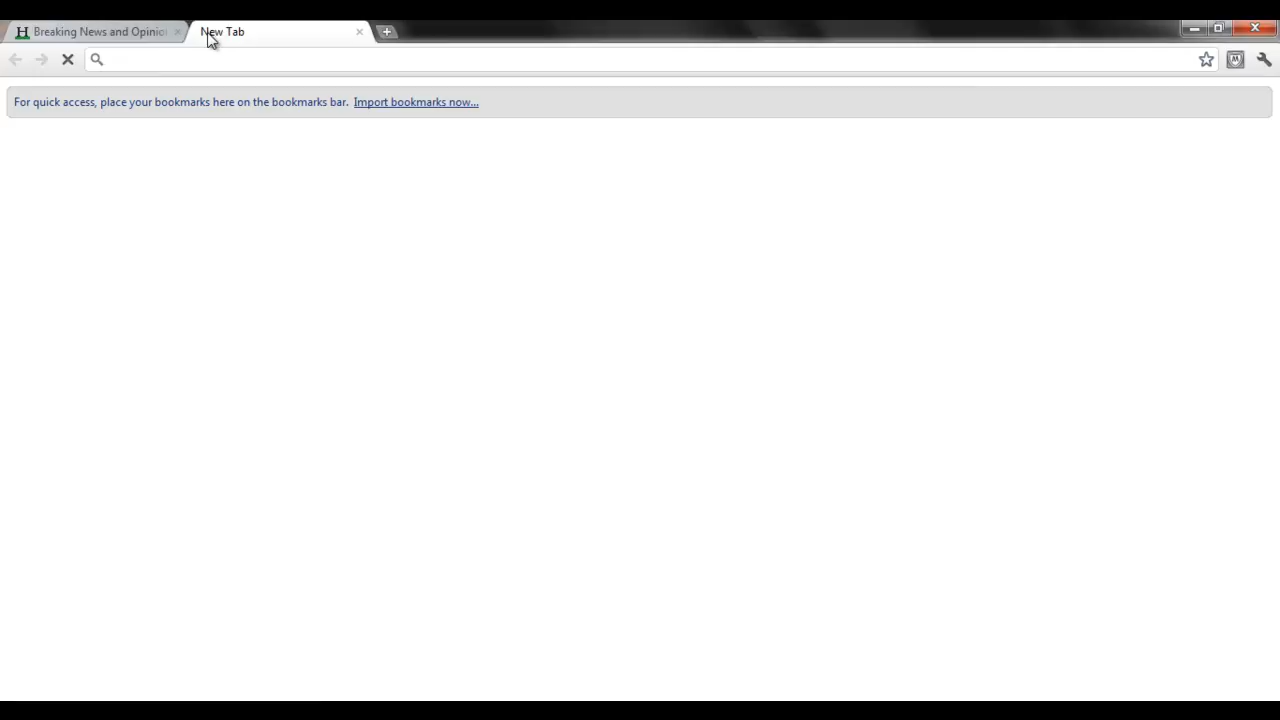 H Breaking News and Opinio
New Tab
For quick access, place your bookmarks here on the bookmarks bar. Import bookmarks now...